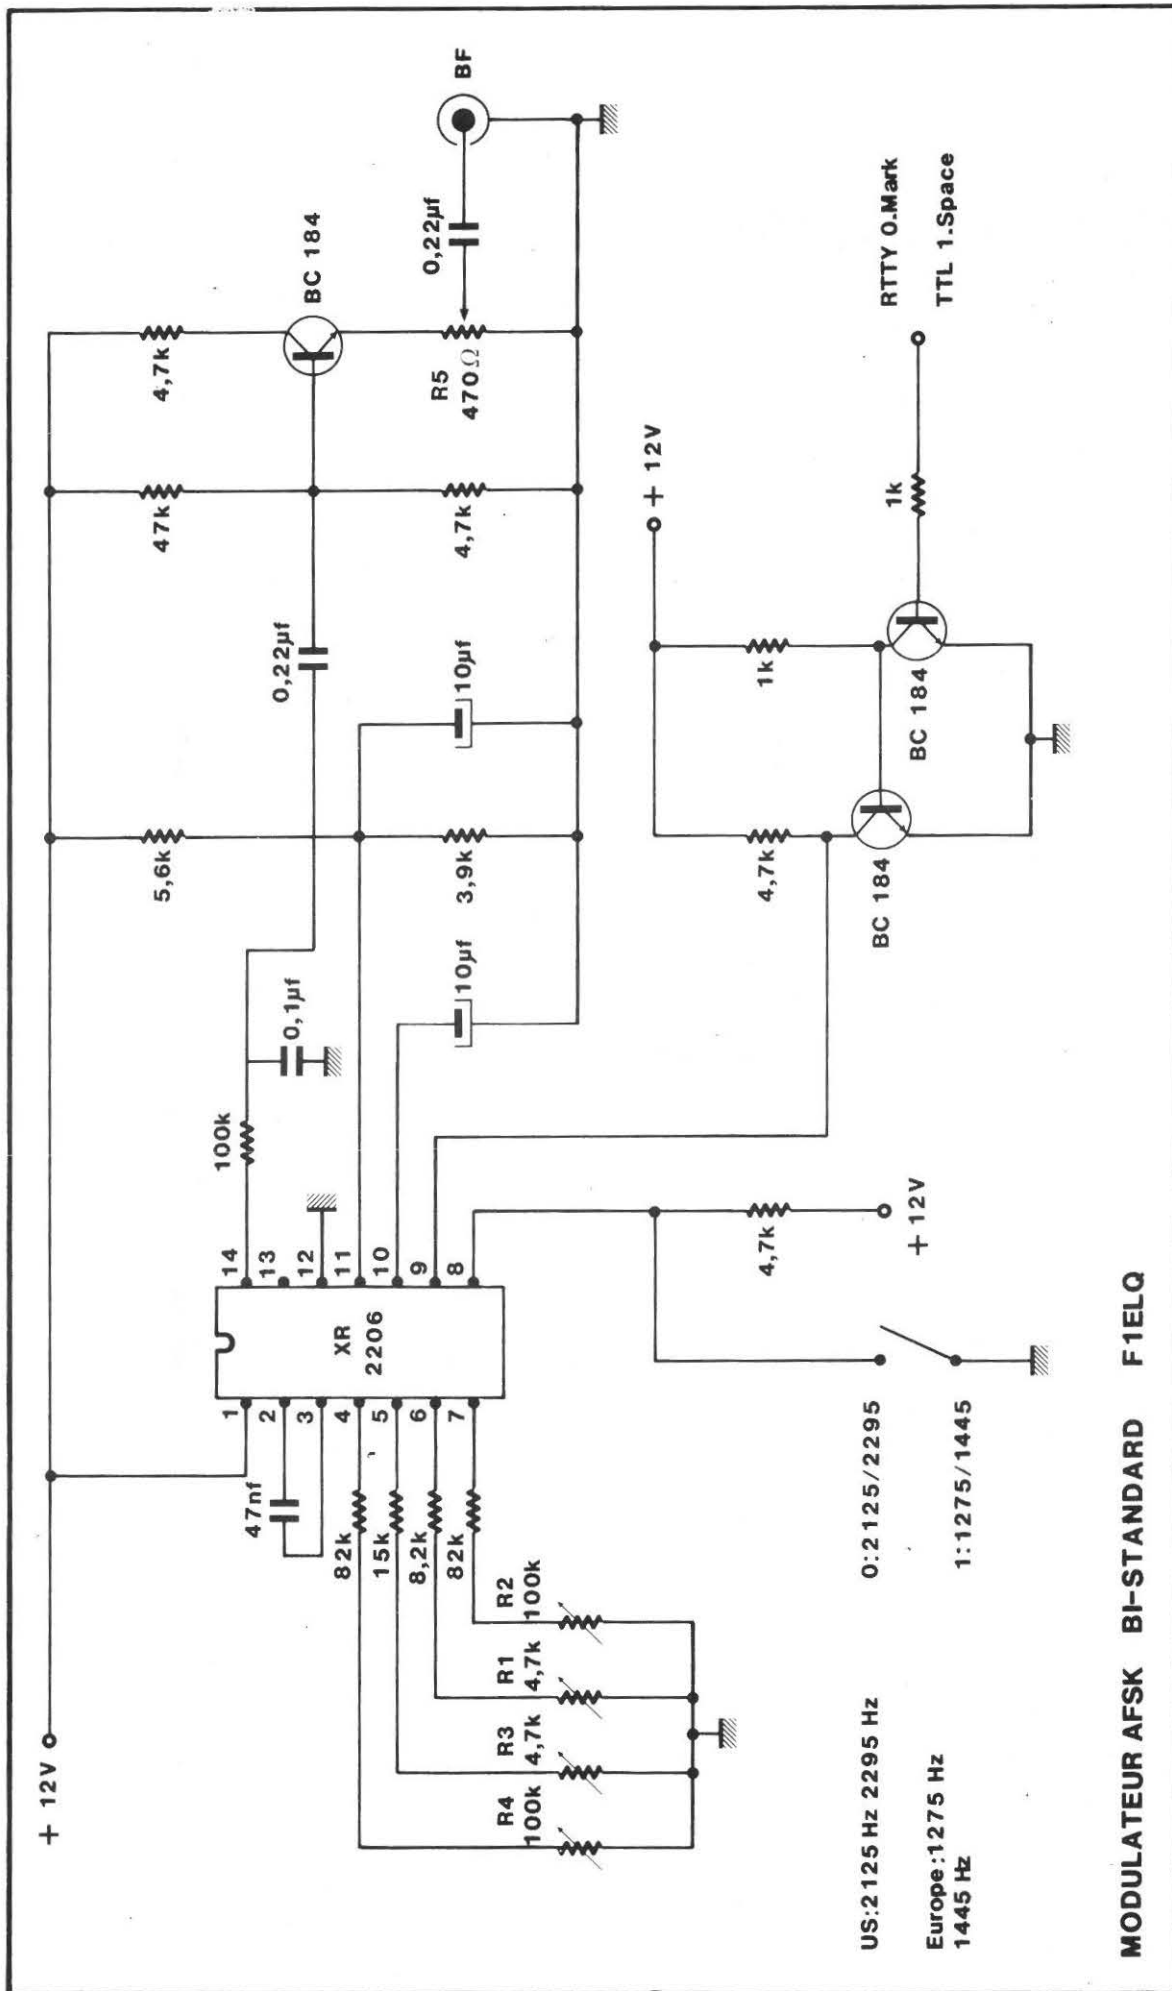 + 12V
47nf
1
2
3
4
5
6
7
XR
2206
14
13
12
11
10
9
8
82k
15k
8,2k
82k
R4
100k
R3
4,7k
R1
4,7k
R2
100k
100k
0,1µf
10µf
5,6k
3,9k
10µf
0,22µf
47k
4,7k
4,7k
BC 184
R5
470Ω
0,22µf
BF
+ 12V
4,7k
1k
BC 184
BC 184
1k
RTTY 0.Mark
TTL 1.Space
4,7k
+ 12V
0:2125/2295
1:1275/1445
US:2125 Hz 2295 Hz
Europe:1275 Hz
1445 Hz
MODULATEUR AFSK BI-STANDARD F1ELQ